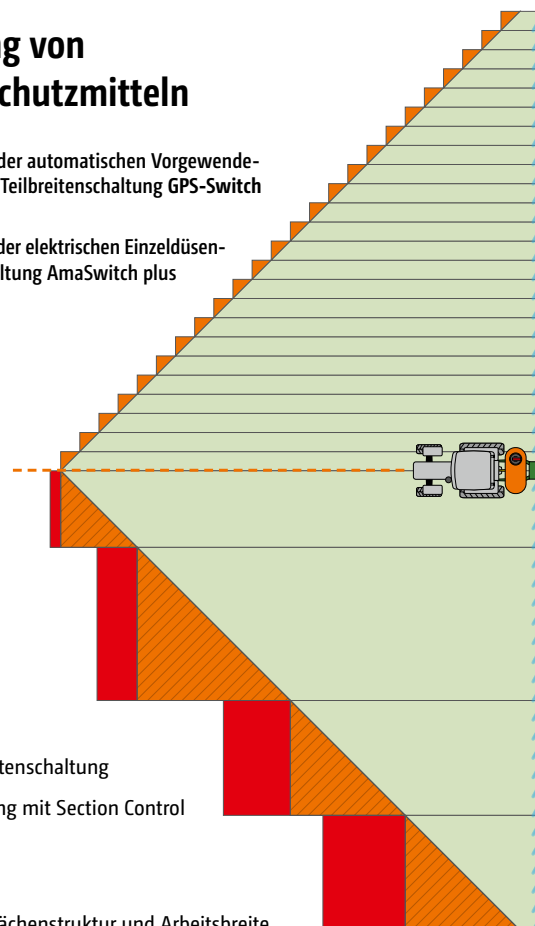 g von
chutzmitteln
der automatischen Vorgewende-
Teilbreitenschaltung GPS-Switch
der elektrischen Einzeldüsen-
ltung AmaSwitch plus
tenschaltung
ng mit Section Control
ächenstruktur und Arbeitsbreite